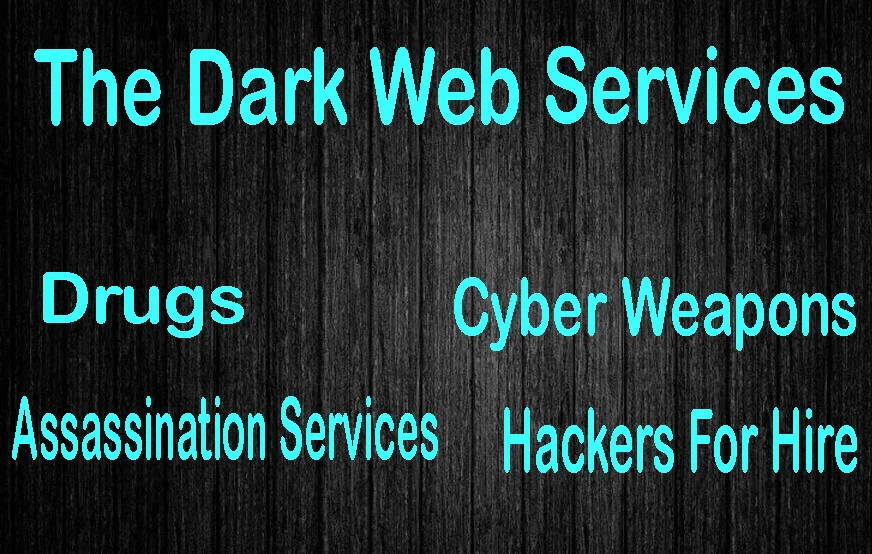 The Dark Web Services
Drugs
Cyber Weapons
Assassination Services
Hackers For Hire